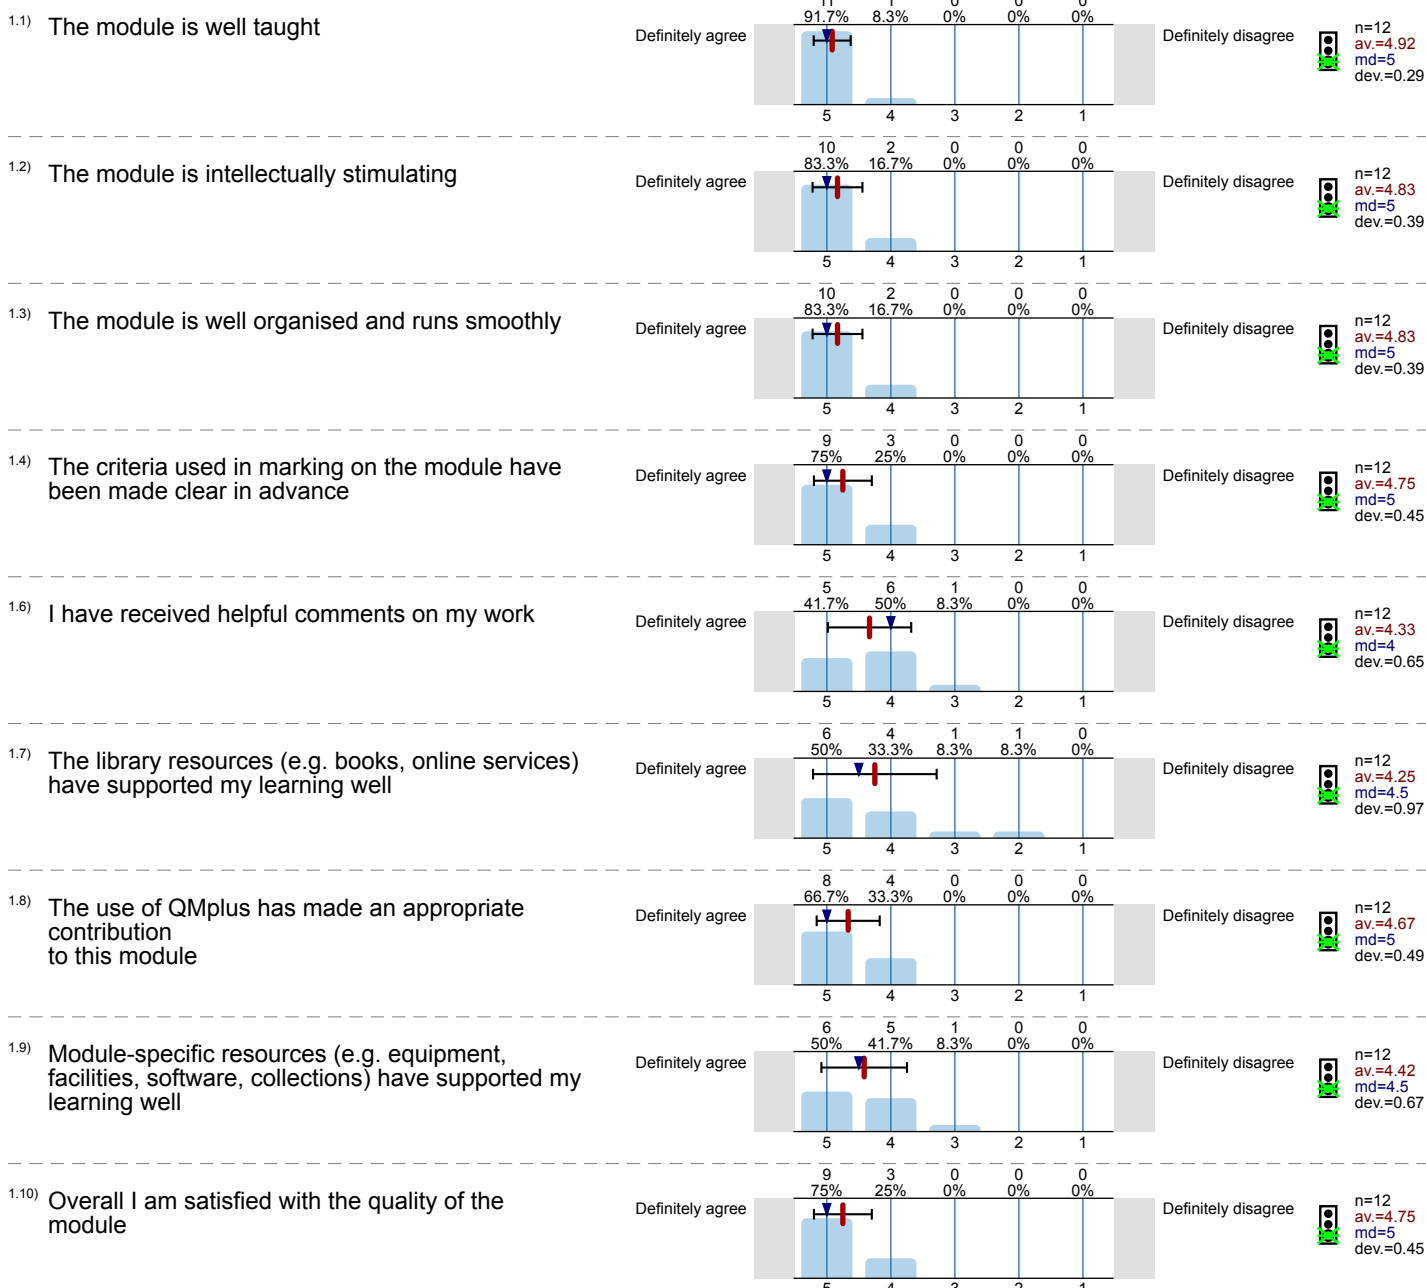 11 1 0 0 0
91.7% 8.3% 0% 0% 0%
1.1) The module is well taught
Definitely agree
Definitely disagree
n=12
av.=4.92
md=5
dev.=0.29
5 4 3 2 1
10 2 0 0 0
83.3% 16.7% 0% 0% 0%
1.2) The module is intellectually stimulating
Definitely agree
Definitely disagree
n=12
av.=4.83
md=5
dev.=0.39
5 4 3 2 1
10 2 0 0 0
83.3% 16.7% 0% 0% 0%
1.3) The module is well organised and runs smoothly
Definitely agree
Definitely disagree
n=12
av.=4.83
md=5
dev.=0.39
5 4 3 2 1
9 3 0 0 0
75% 25% 0% 0% 0%
1.4) The criteria used in marking on the module have
been made clear in advance
Definitely agree
Definitely disagree
n=12
av.=4.75
md=5
dev.=0.45
5 4 3 2 1
5 6 1 0 0
41.7% 50% 8.3% 0% 0%
1.6) I have received helpful comments on my work
Definitely agree
Definitely disagree
n=12
av.=4.33
md=4
dev.=0.65
5 4 3 2 1
6 4 1 1 0
50% 33.3% 8.3% 8.3% 0%
1.7) The library resources (e.g. books, online services)
have supported my learning well
Definitely agree
Definitely disagree
n=12
av.=4.25
md=4.5
dev.=0.97
5 4 3 2 1
8 4 0 0 0
66.7% 33.3% 0% 0% 0%
1.8) The use of QMplus has made an appropriate
contribution
to this module
Definitely agree
Definitely disagree
n=12
av.=4.67
md=5
dev.=0.49
5 4 3 2 1
6 5 1 0 0
50% 41.7% 8.3% 0% 0%
1.9) Module-specific resources (e.g. equipment,
facilities, software, collections) have supported my
learning well
Definitely agree
Definitely disagree
n=12
av.=4.42
md=4.5
dev.=0.67
5 4 3 2 1
9 3 0 0 0
75% 25% 0% 0% 0%
1.10) Overall I am satisfied with the quality of the
module
Definitely agree
Definitely disagree
n=12
av.=4.75
md=5
dev.=0.45
5 4 3 2 1